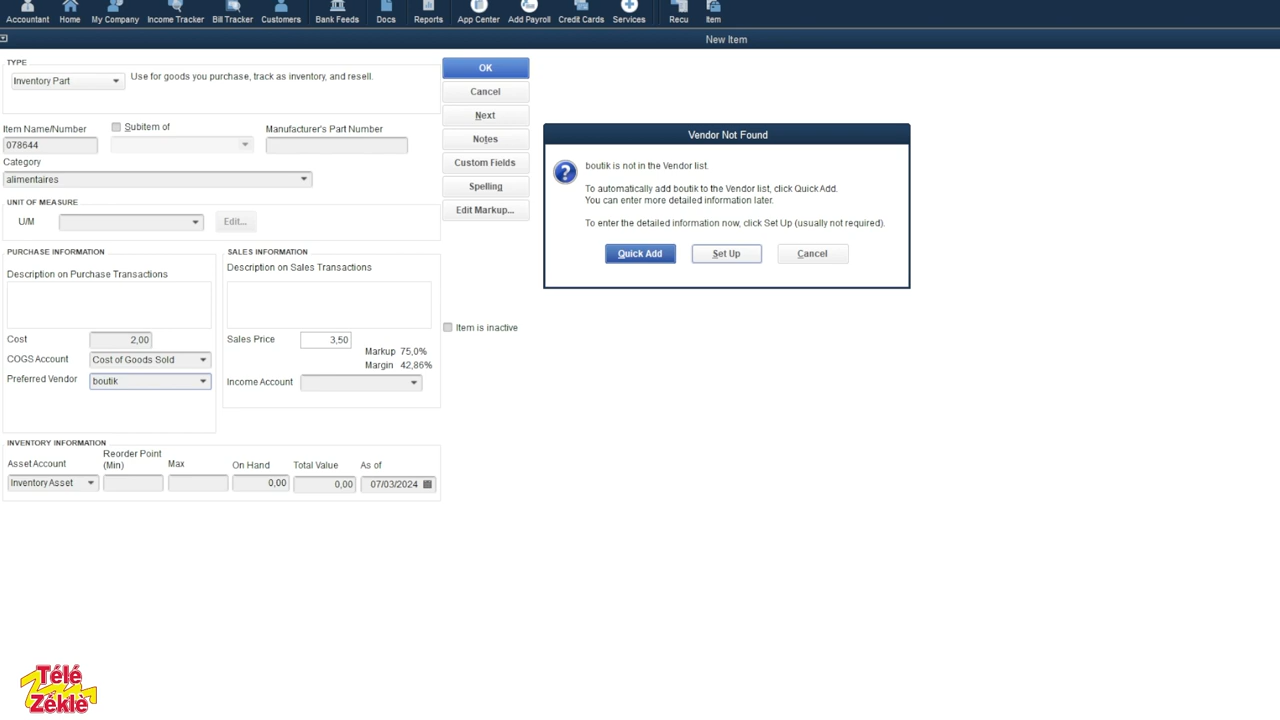 Accountant Home My Company Income Tracker Bill Tracker Customers Bank Feeds Docs Reports App Center Add Payroll Credit Cards Services Recu Item
New Item
TYPE
Inventory Part Use for goods you purchase, track as inventory, and resell.
OK
Cancel
Next
Notes
Custom Fields
Spelling
Edit Markup...
Item Name/Number Subitem of Manufacturer's Part Number
078644
Category
alimentaires
UNIT OF MEASURE
U/M Edit...
PURCHASE INFORMATION
Description on Purchase Transactions
Cost 2,00
COGS Account Cost of Goods Sold
Preferred Vendor boutik
SALES INFORMATION
Description on Sales Transactions
Sales Price 3,50
Markup 75,0%
Margin 42,86%
Income Account
Item is inactive
INVENTORY INFORMATION
Asset Account Reorder Point (Min) Max On Hand Total Value As of
Inventory Asset 0,00 0,00 07/03/2024
Vendor Not Found
boutik is not in the Vendor list.
To automatically add boutik to the Vendor list, click Quick Add.
You can enter more detailed information later.
To enter the detailed information now, click Set Up (usually not required).
Quick Add Set Up Cancel
Télé
Zéklè